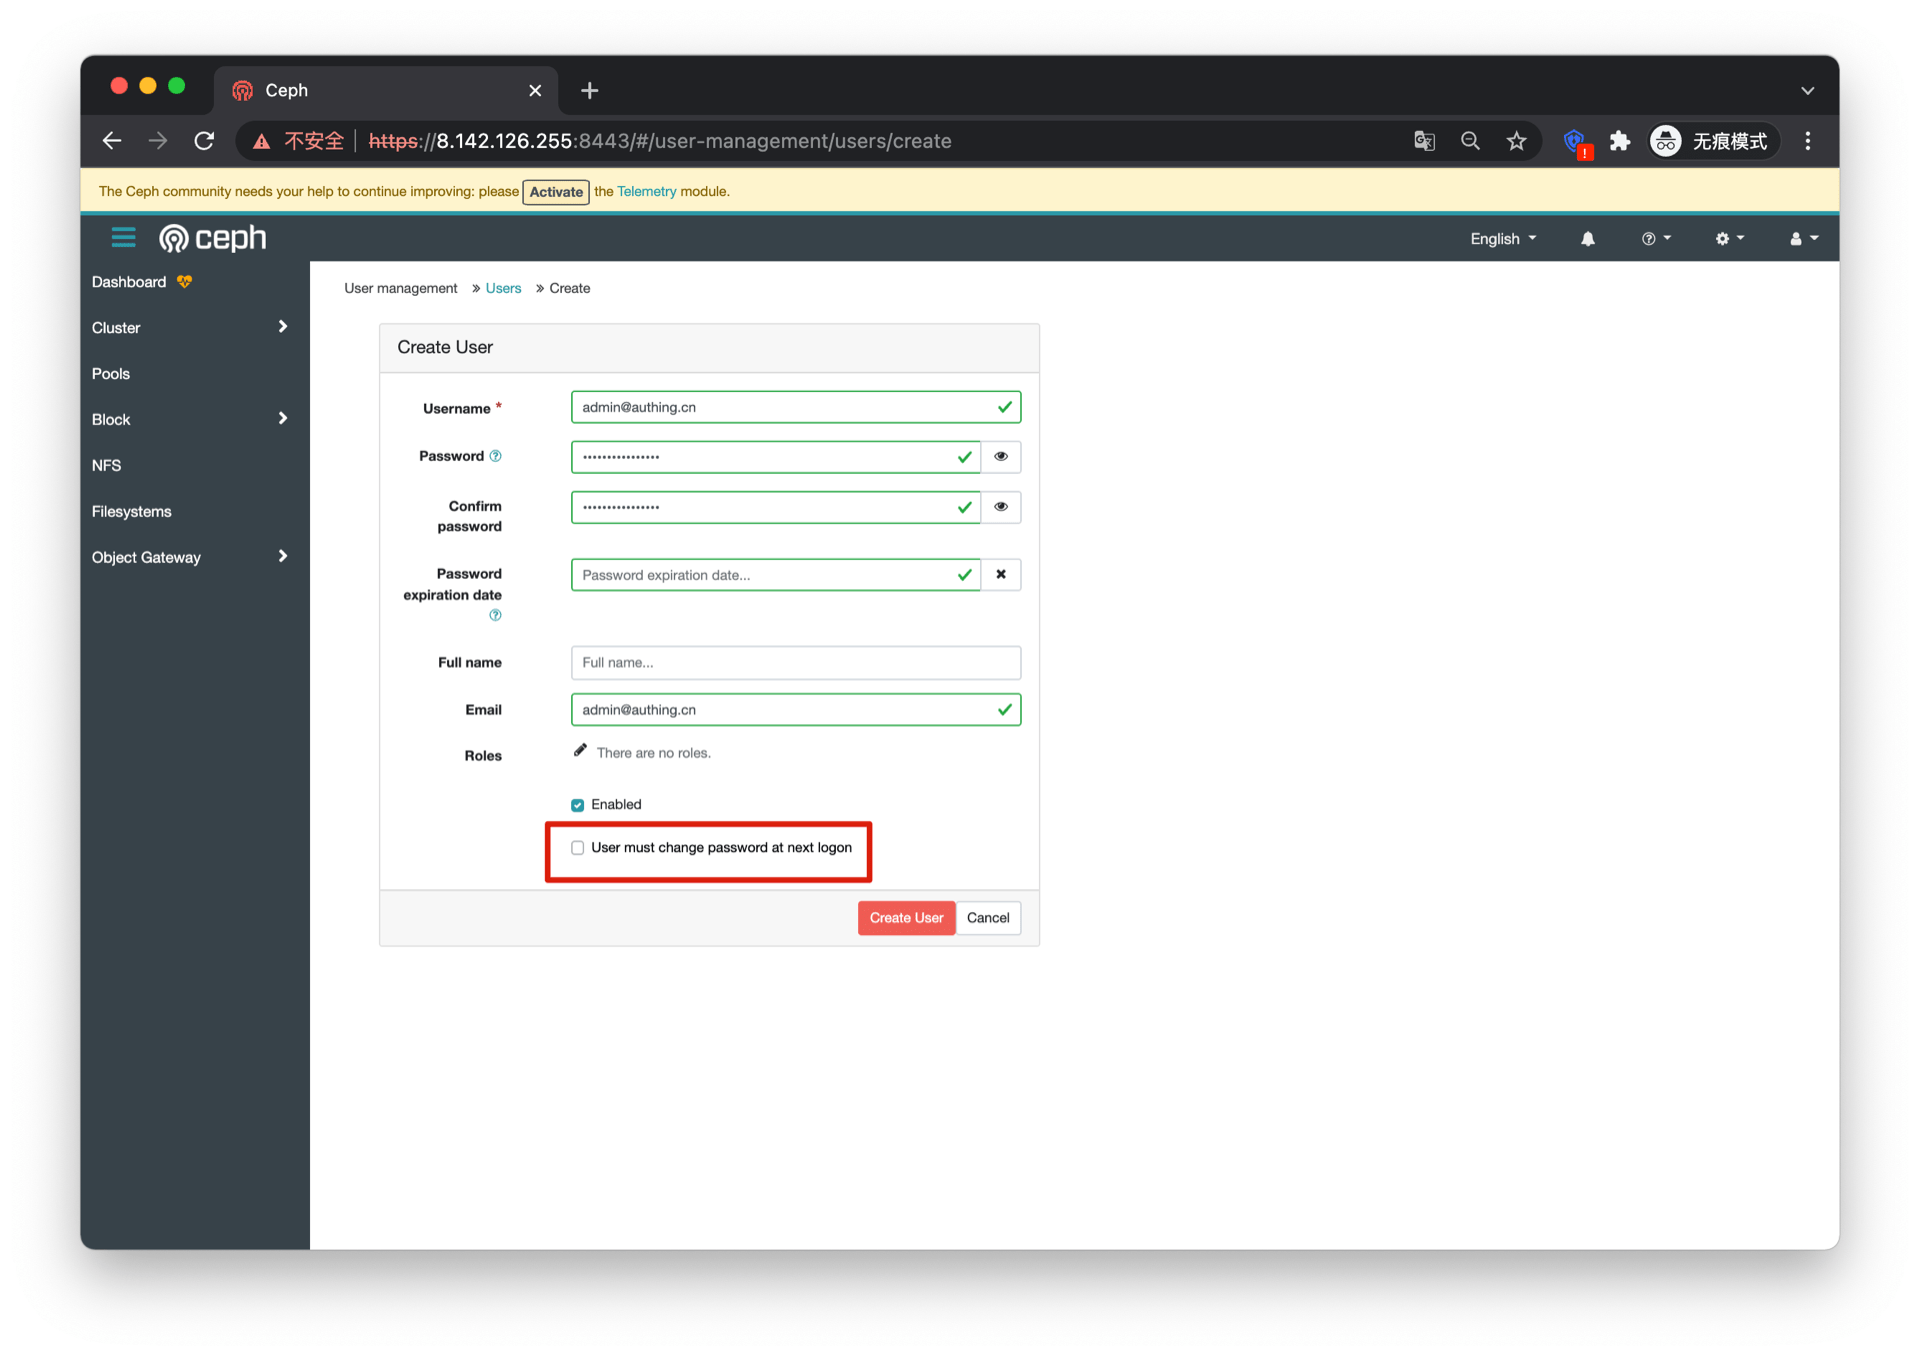 Ceph
不安全 https://8.142.126.255:8443/#/user-management/users/create 无痕模式
The Ceph community needs your help to continue improving: please Activate the Telemetry module.
ceph English
Dashboard
Cluster
Pools
Block
NFS
Filesystems
Object Gateway
User management » Users » Create
Create User
Username * admin@authing.cn
Password ••••••••••••••••
Confirm
password ••••••••••••••••
Password
expiration date Password expiration date...
Full name Full name...
Email admin@authing.cn
Roles There are no roles.
Enabled
User must change password at next logon
Create User Cancel